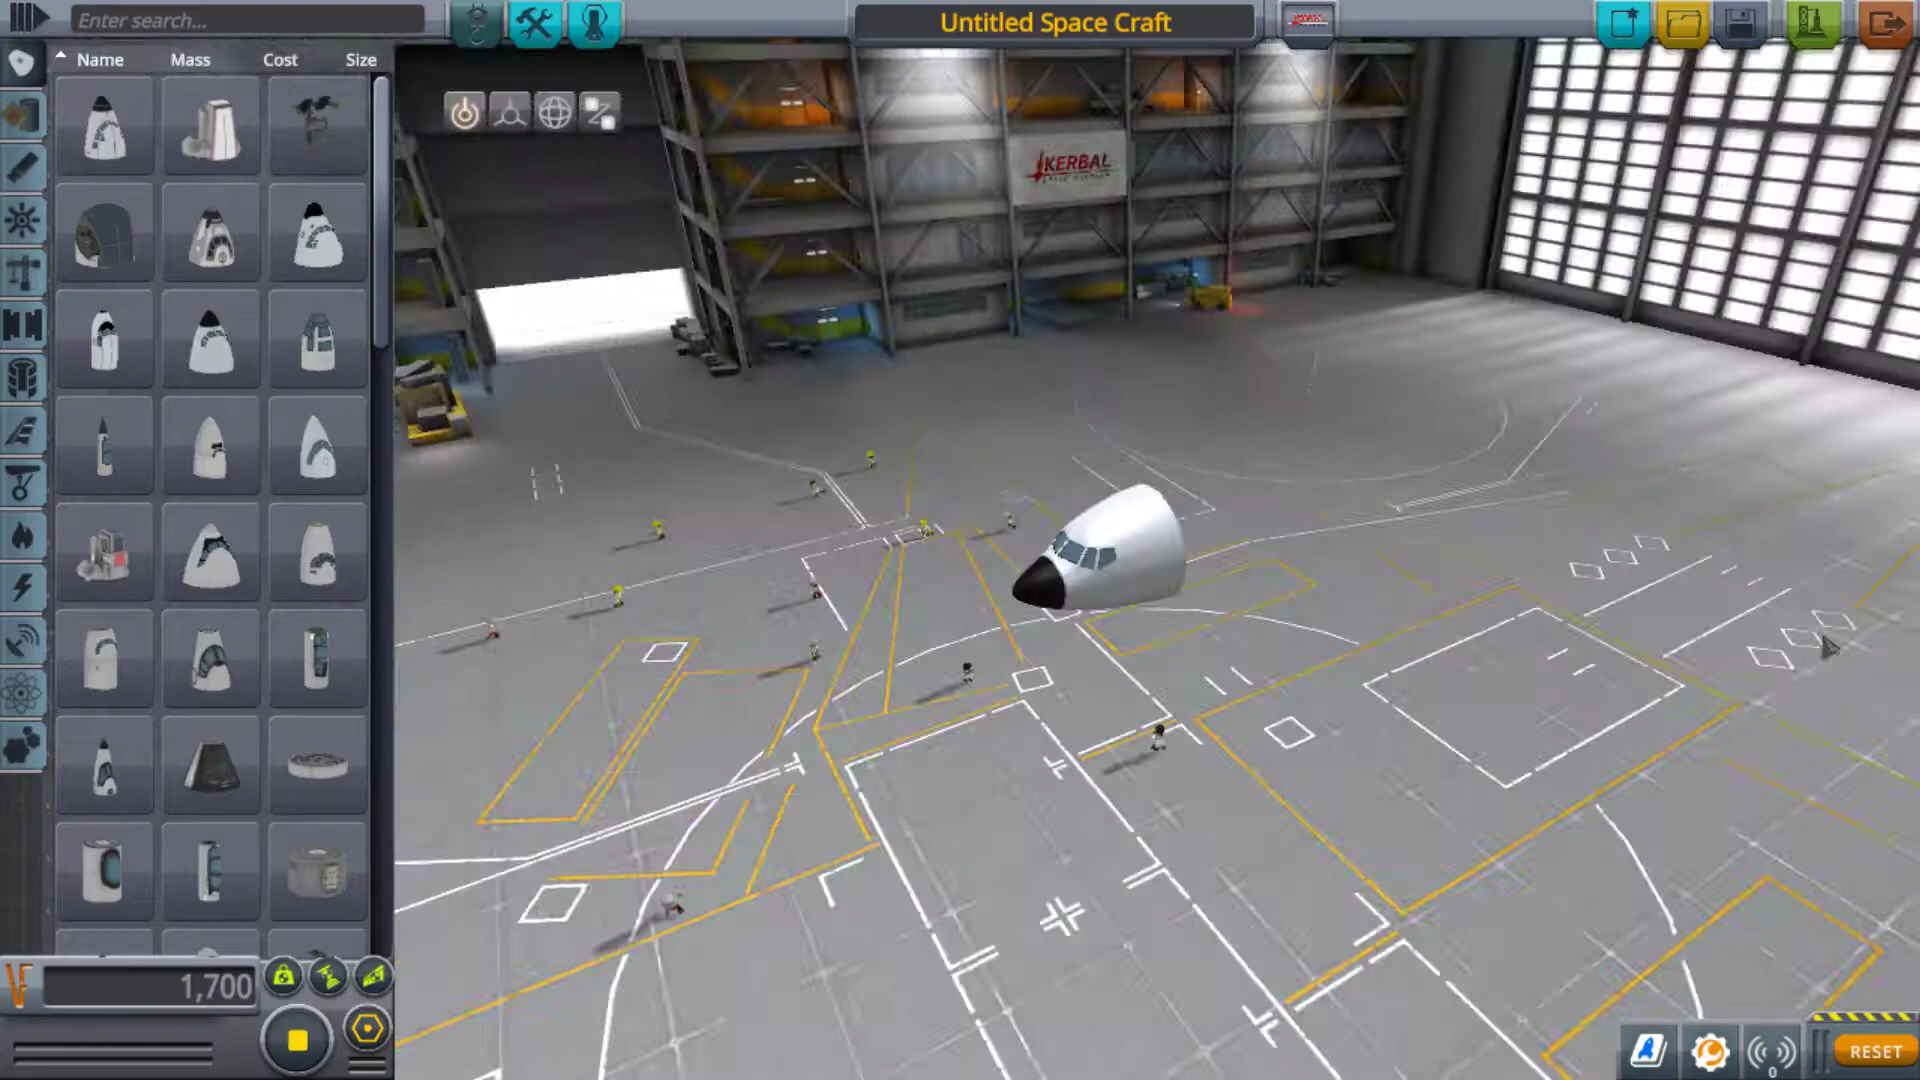 Enter search...
Untitled Space Craft
Name Mass Cost Size
KERBAL
1,700
0
RESET